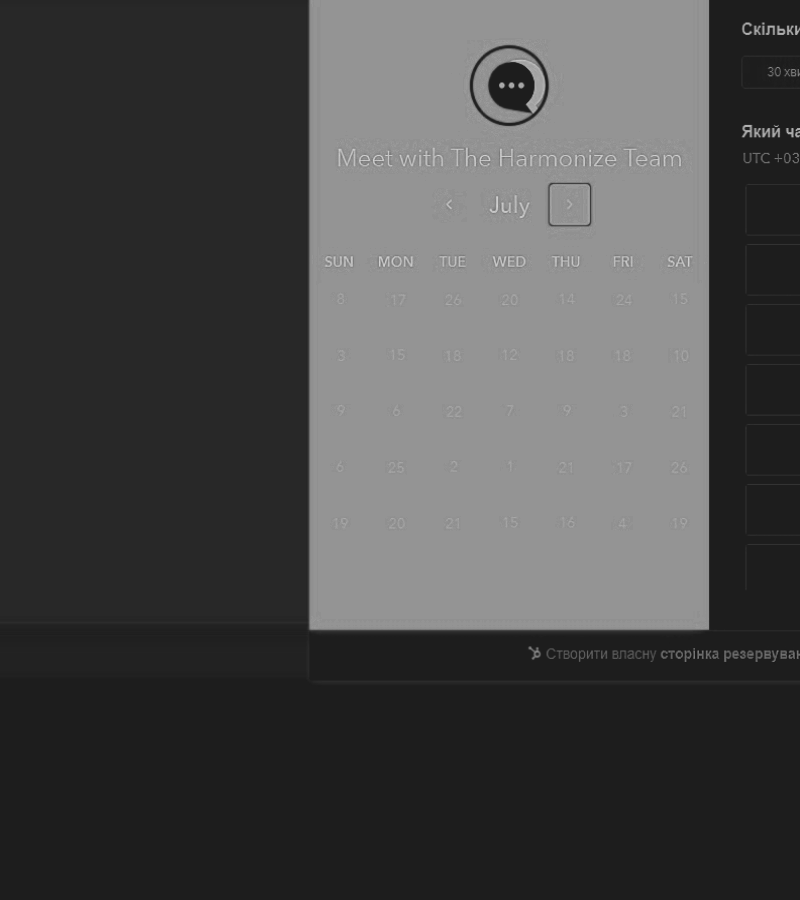 Meet with The Harmonize Team
July
SUN MON TUE WED THU FRI SAT
8 17 26 20 14 24 15
3 15 18 12 18 18 10
9 6 22 7 9 3 21
6 25 2 1 21 17 26
19 20 21 15 16 4 19
Скільки
30 хви
Який ча
UTC +03
Створити власну сторінка резервуван